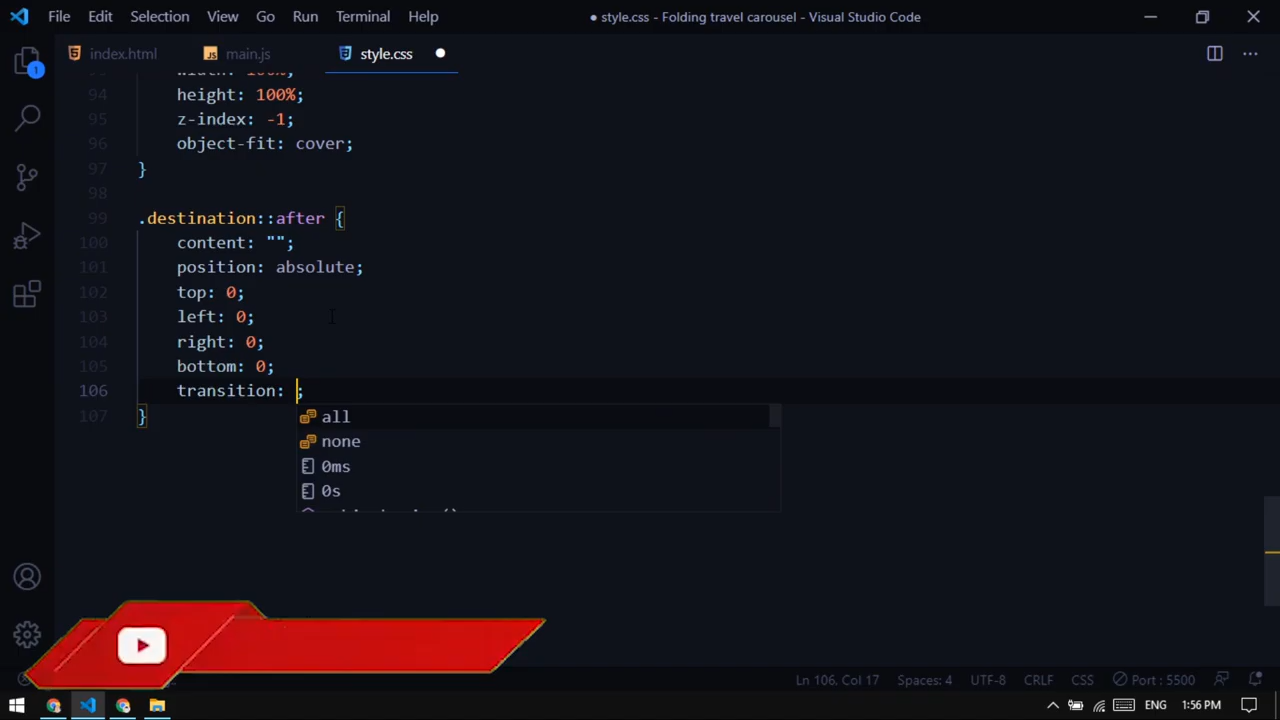 File Edit Selection View Go Run Terminal Help
● style.css - Folding travel carousel - Visual Studio Code
index.html
main.js
style.css
1
width: 100%;
94 height: 100%;
95 z-index: -1;
96 object-fit: cover;
97 }
98
99 .destination::after {
100 content: "";
101 position: absolute;
102 top: 0;
103 left: 0;
104 right: 0;
105 bottom: 0;
106 transition: ;
107 }
all
none
0ms
0s
Ln 106, Col 17 Spaces: 4 UTF-8 CRLF CSS Port : 5500
ENG 1:56 PM